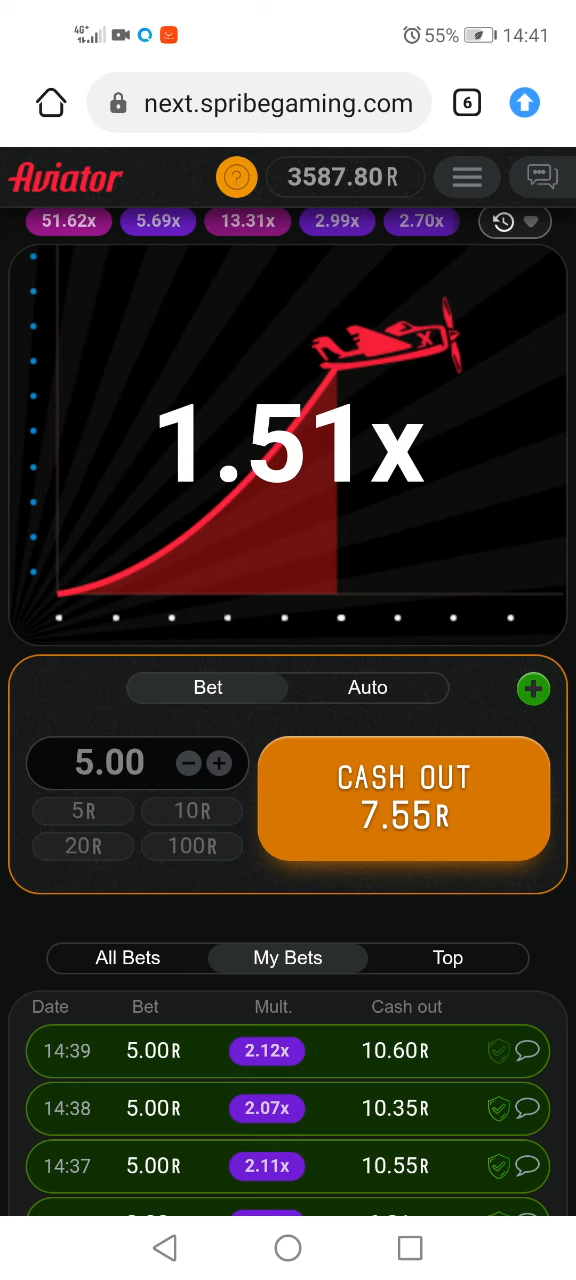 4G+ 55% 14:41
next.spribegaming.com 6
Aviator ? 3587.80R
51.62x 5.69x 13.31x 2.99x 2.70x
X
1.51x
Bet Auto
5.00
CASH OUT
7.55R
5R 10R
20R 100R
All Bets My Bets Top
Date Bet Mult. Cash out
14:39 5.00R 2.12x 10.60R
14:38 5.00R 2.07x 10.35R
14:37 5.00R 2.11x 10.55R